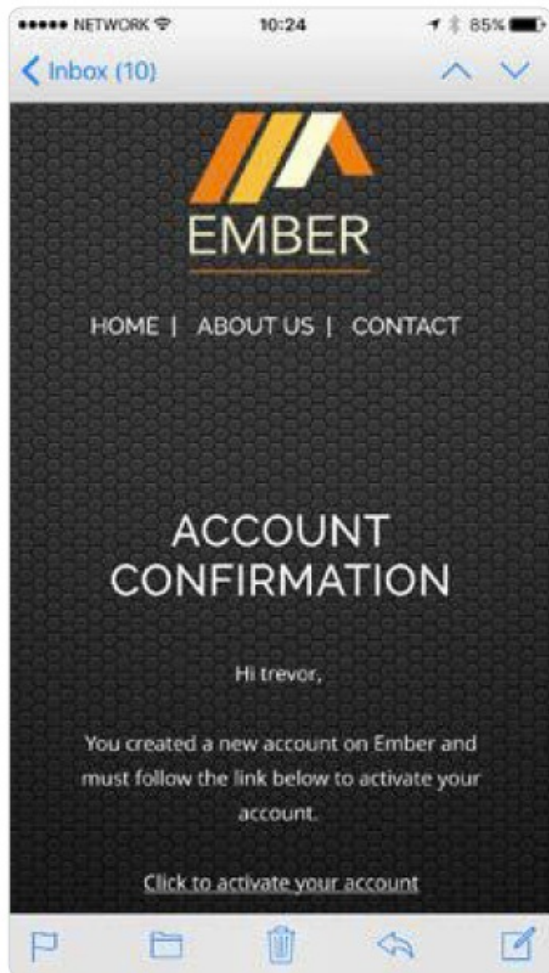 NETWORK 10:24 85%
Inbox (10)
EMBER
HOME | ABOUT US | CONTACT
ACCOUNT
CONFIRMATION
Hi trevor,
You created a new account on Ember and
must follow the link below to activate your
account.
Click to activate your account